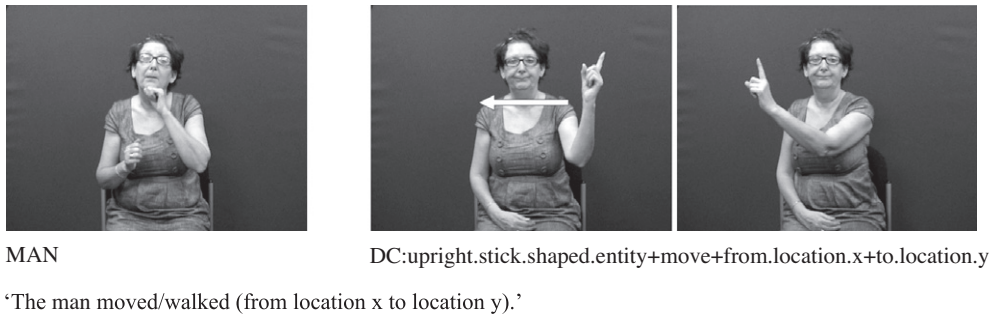 MAN
DC:upright.stick.shaped.entity+move+from.location.x+to.location.y
‘The man moved/walked (from location x to location y).’